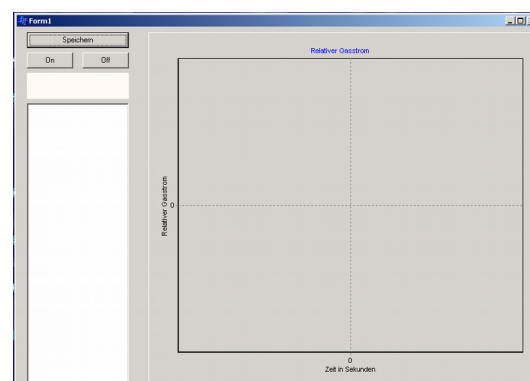 Form1
Speichern
On Off
Relativer Gasstrom
Relativer Gasstrom
0
0
Zeit in Sekunden